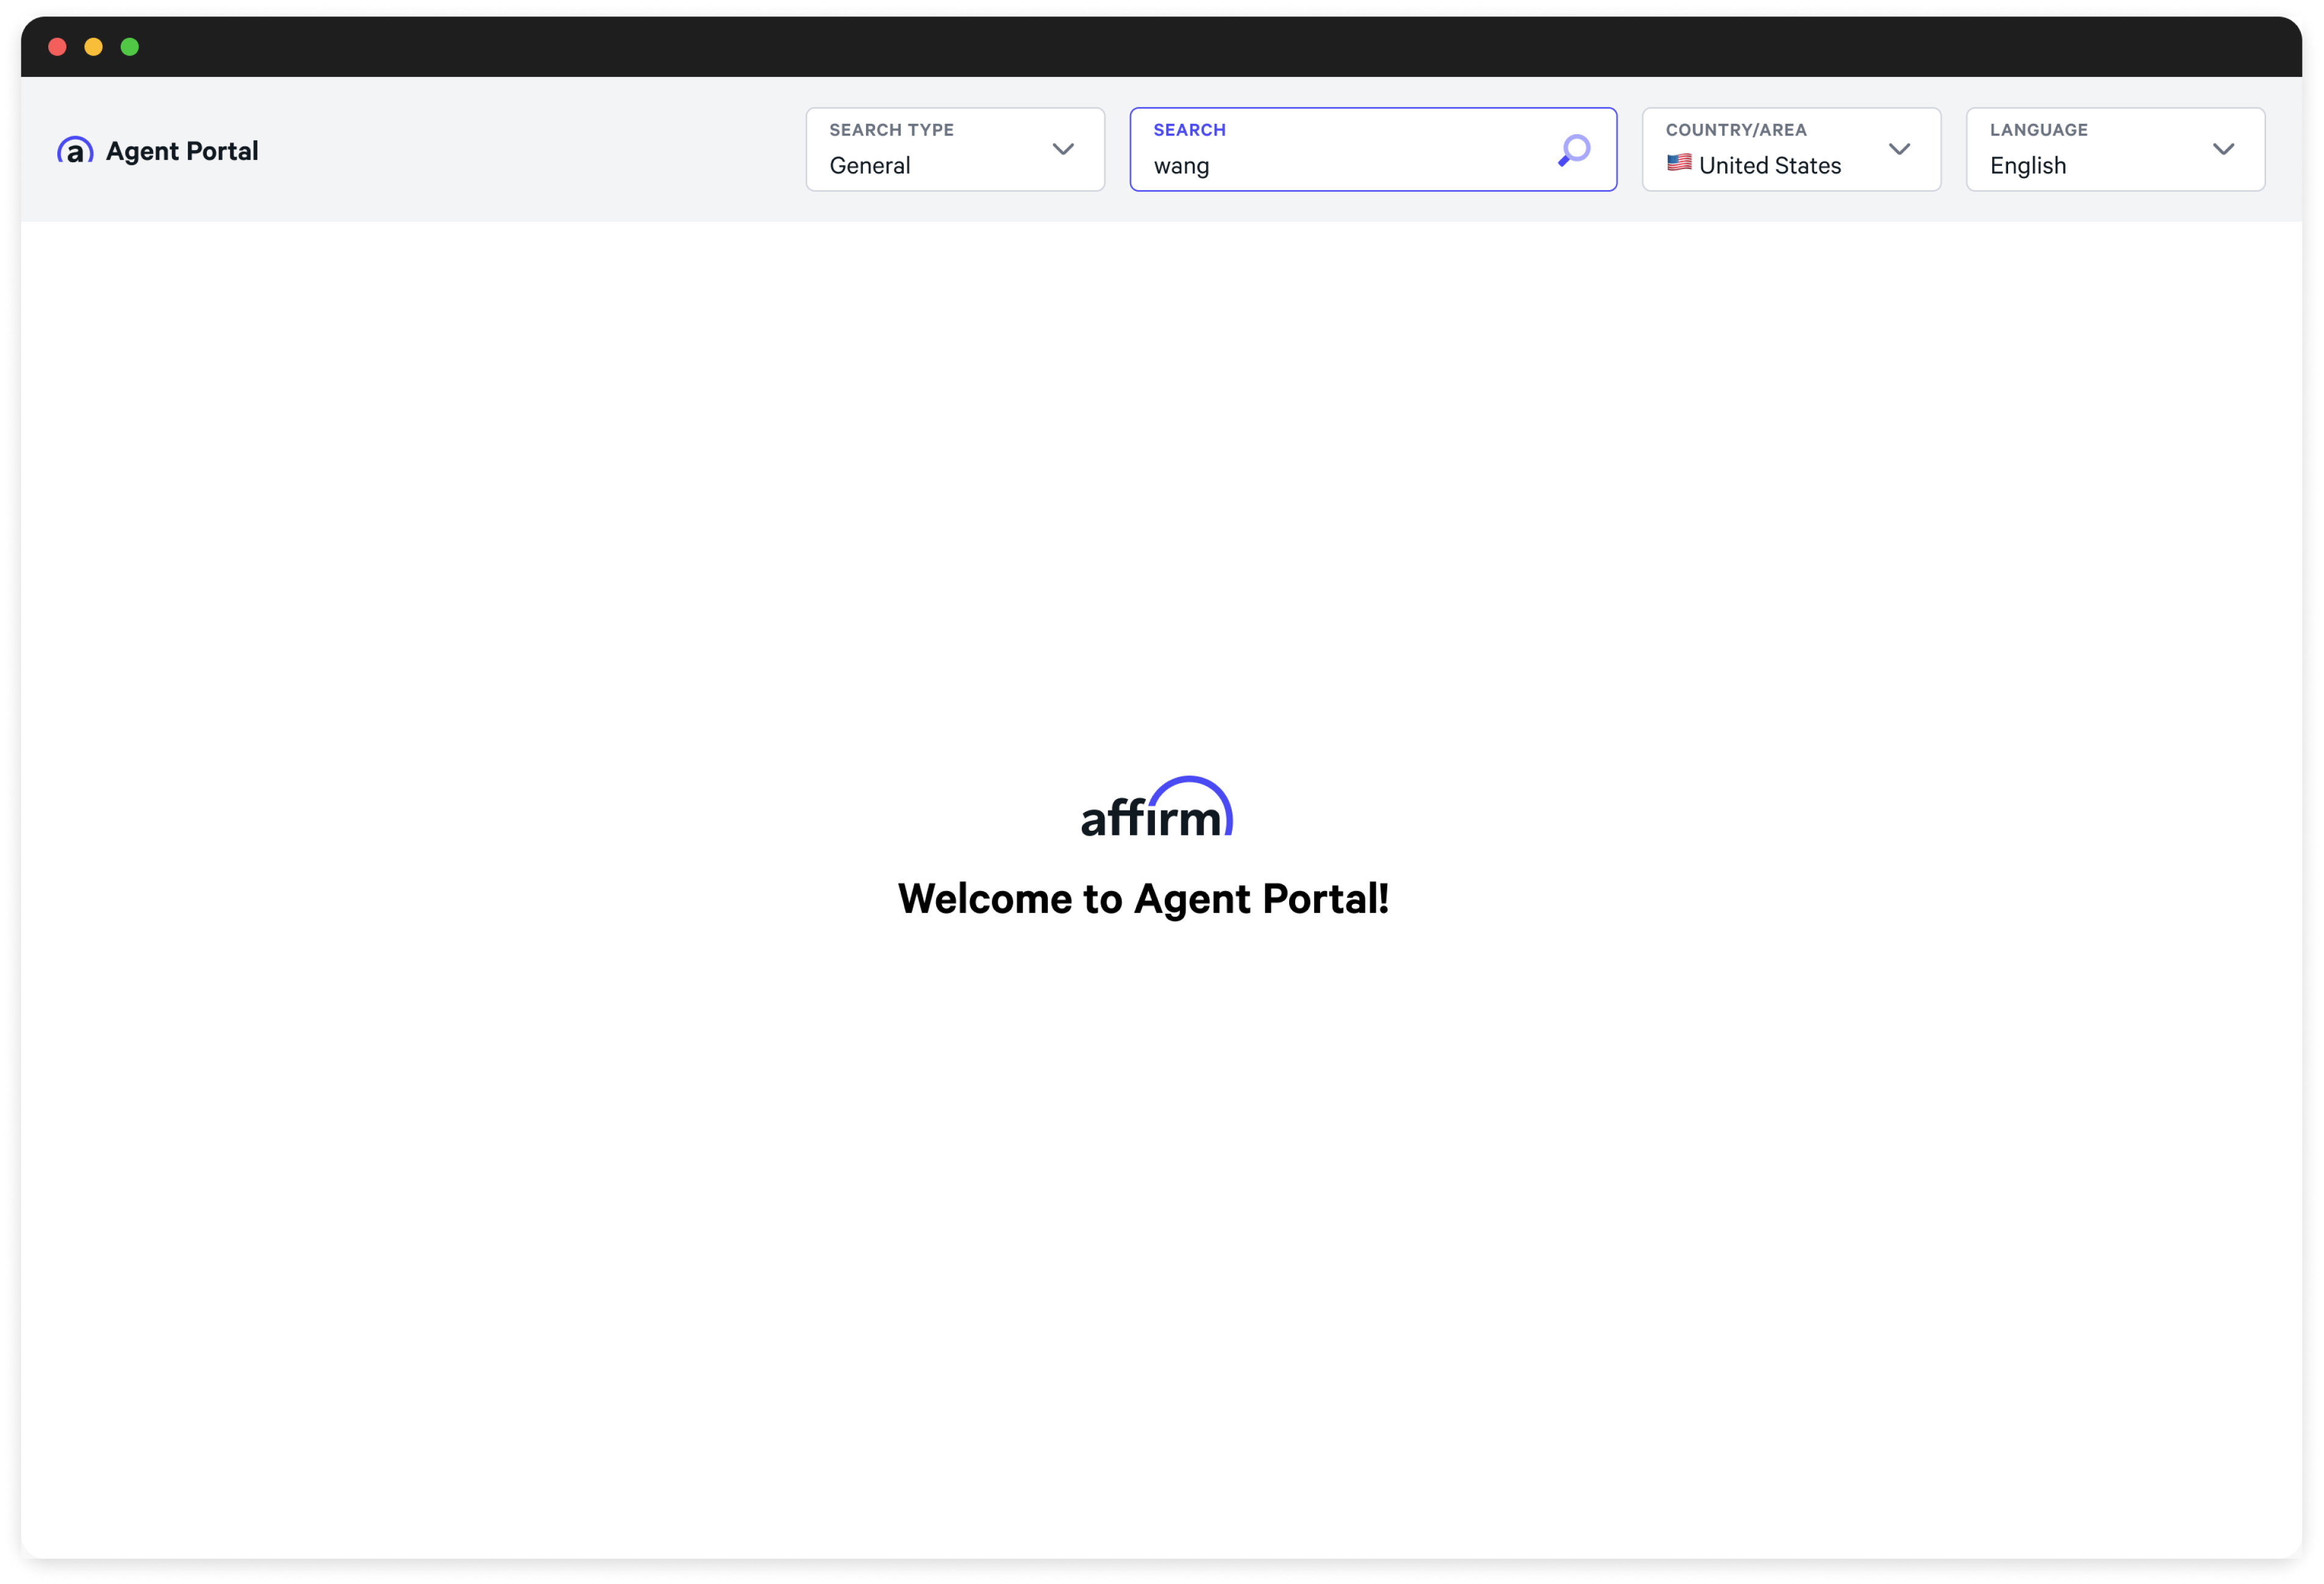 a Agent Portal
SEARCH TYPE
General
SEARCH
wang
COUNTRY/AREA
🇺🇸 United States
LANGUAGE
English
affirm
Welcome to Agent Portal!